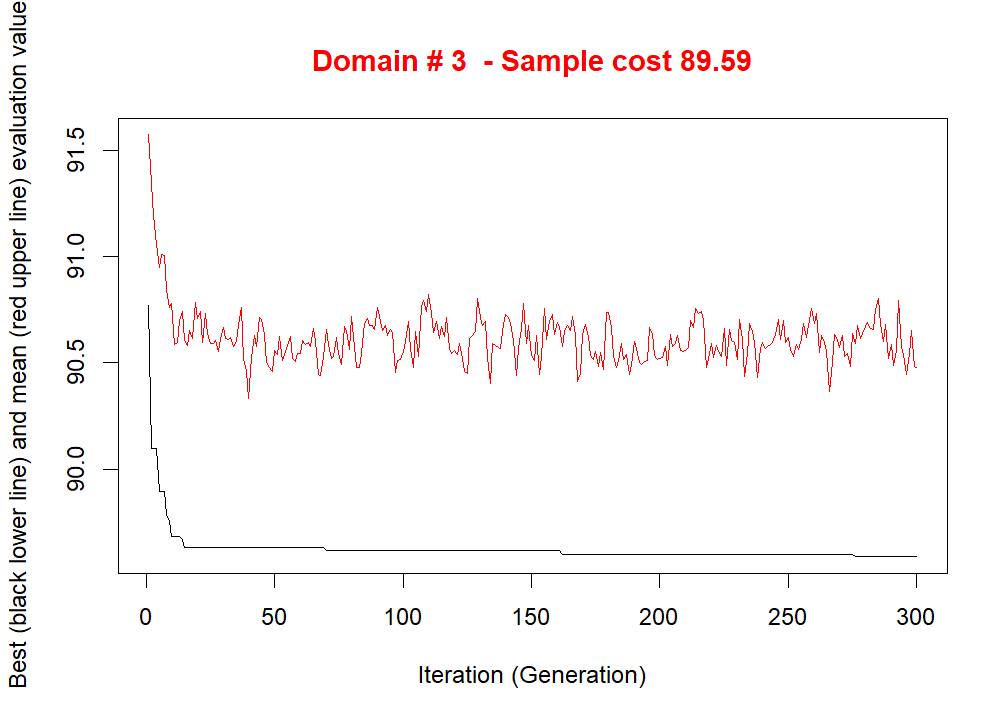 Domain # 3  - Sample cost 89.59
Best (black lower line) and mean (red upper line) evaluation value
91.5
91.0
90.5
90.0
0 50 100 150 200 250 300
Iteration (Generation)